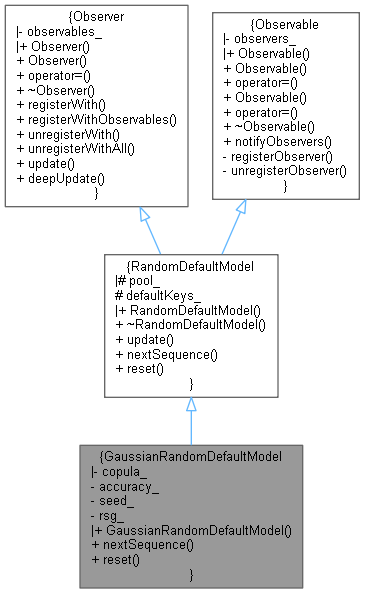 {Observer
|- observables_
|+ Observer()
+ Observer()
+ operator=()
+ ~Observer()
+ registerWith()
+ registerWithObservables()
+ unregisterWith()
+ unregisterWithAll()
+ update()
+ deepUpdate()
}
{Observable
|- observers_
|+ Observable()
+ Observable()
+ operator=()
+ Observable()
+ operator=()
+ ~Observable()
+ notifyObservers()
- registerObserver()
- unregisterObserver()
}
{RandomDefaultModel
|# pool_
# defaultKeys_
|+ RandomDefaultModel()
+ ~RandomDefaultModel()
+ update()
+ nextSequence()
+ reset()
}
{GaussianRandomDefaultModel
|- copula_
- accuracy_
- seed_
- rsg_
|+ GaussianRandomDefaultModel()
+ nextSequence()
+ reset()
}